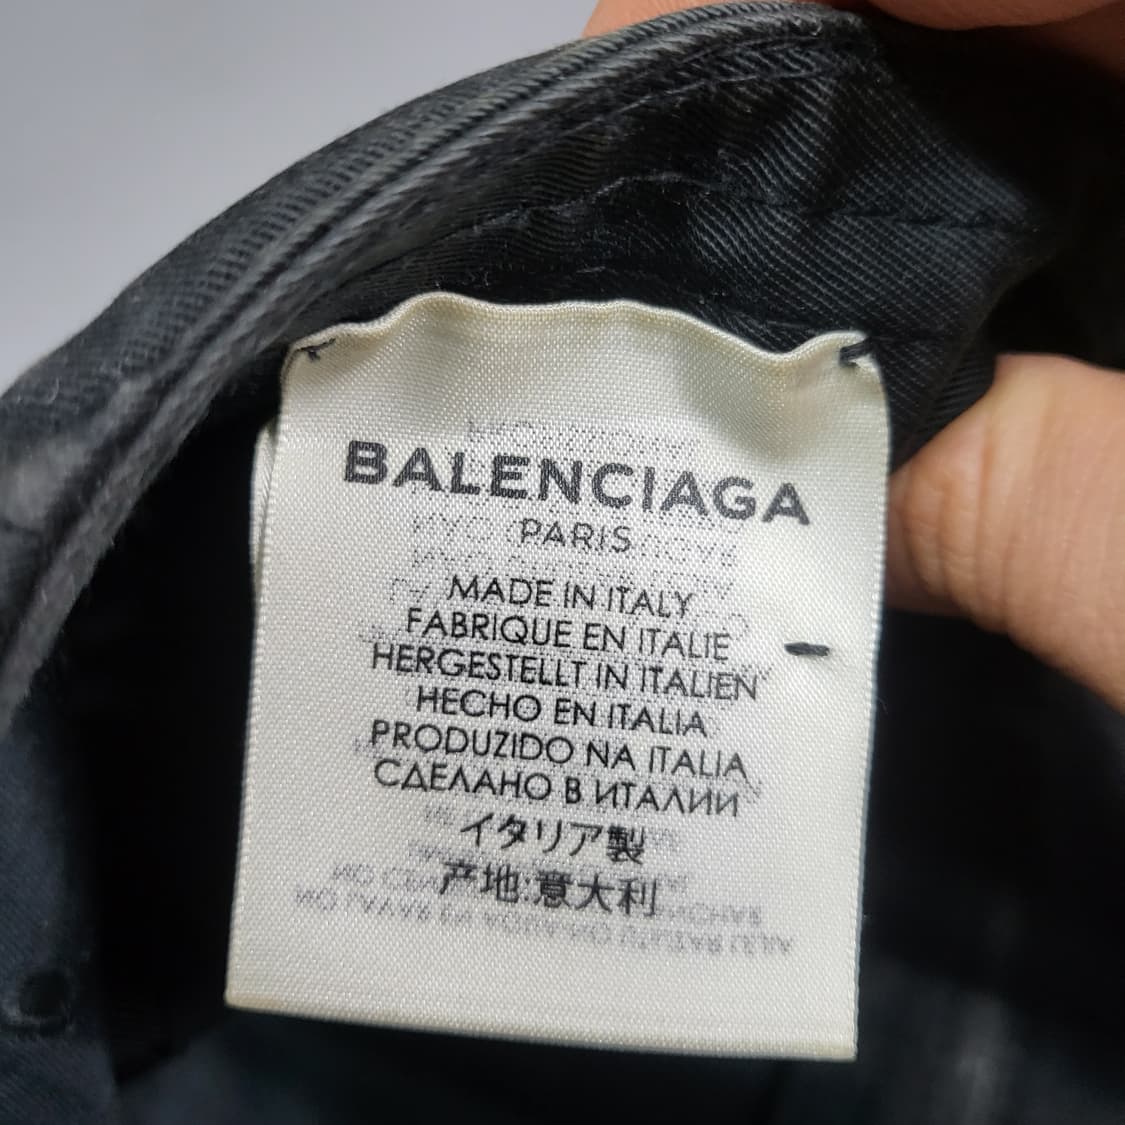 BALENCIAGA
PARIS
MADE IN ITALY
FABRIQUE EN ITALIE
HERGESTELLT IN ITALIEN
HECHO EN ITALIA
PRODUZIDO NA ITALIA
СДЕЛАНО В ИТАЛИИ
イタリア製
产地:意大利